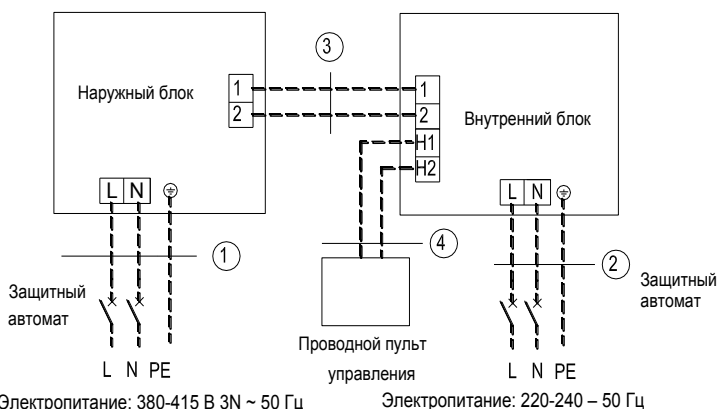 Наружный блок
1
2
L N
1
Защитный
автомат
L N PE
Электропитание: 380-415 В 3N ~ 50 Гц
3
1
2
H1
H2
Внутренний блок
L N
4
Проводной пульт
управления
2
Защитный
автомат
L N PE
Электропитание: 220-240 – 50 Гц